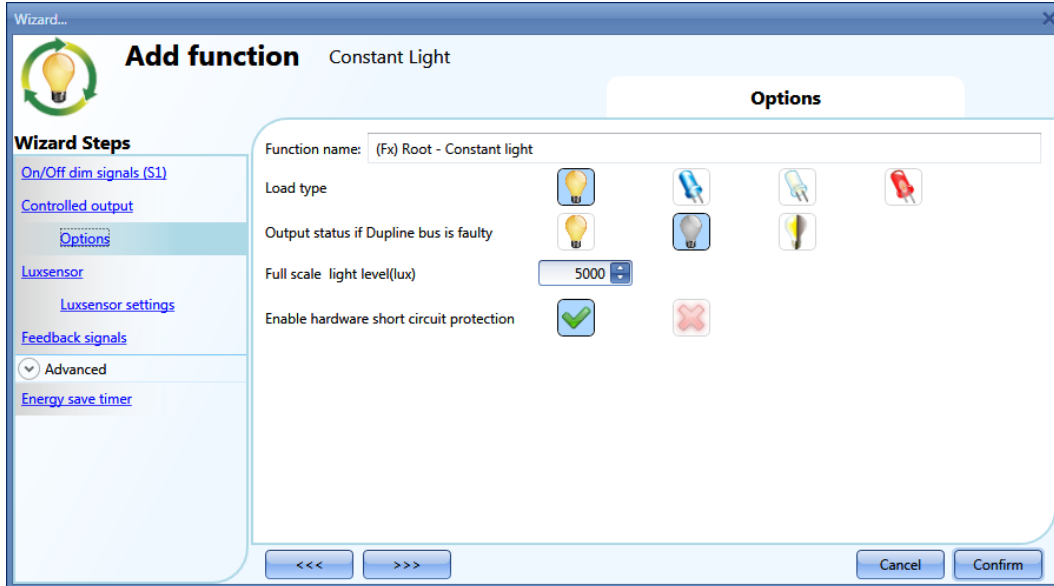 Wizard...
Add function Constant Light
Options
Wizard Steps
On/Off dim signals (S1)
Controlled output
Options
Luxsensor
Luxsensor settings
Feedback signals
Advanced
Energy save timer
Function name: (Fx) Root - Constant light
Load type
Output status if Dupline bus is faulty
Full scale light level(lux) 5000
Enable hardware short circuit protection
<<< >>> Cancel Confirm